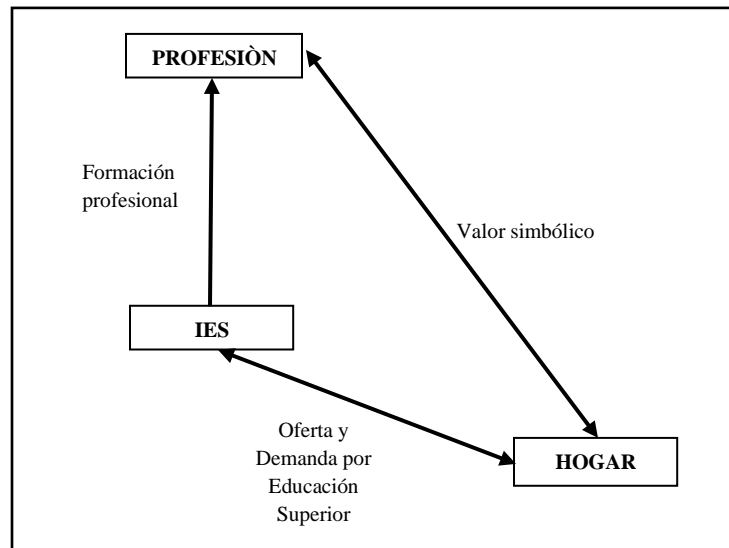 PROFESIÒN
Formación
profesional
Valor simbólico
IES
Oferta y
Demanda por
Educación
Superior
HOGAR